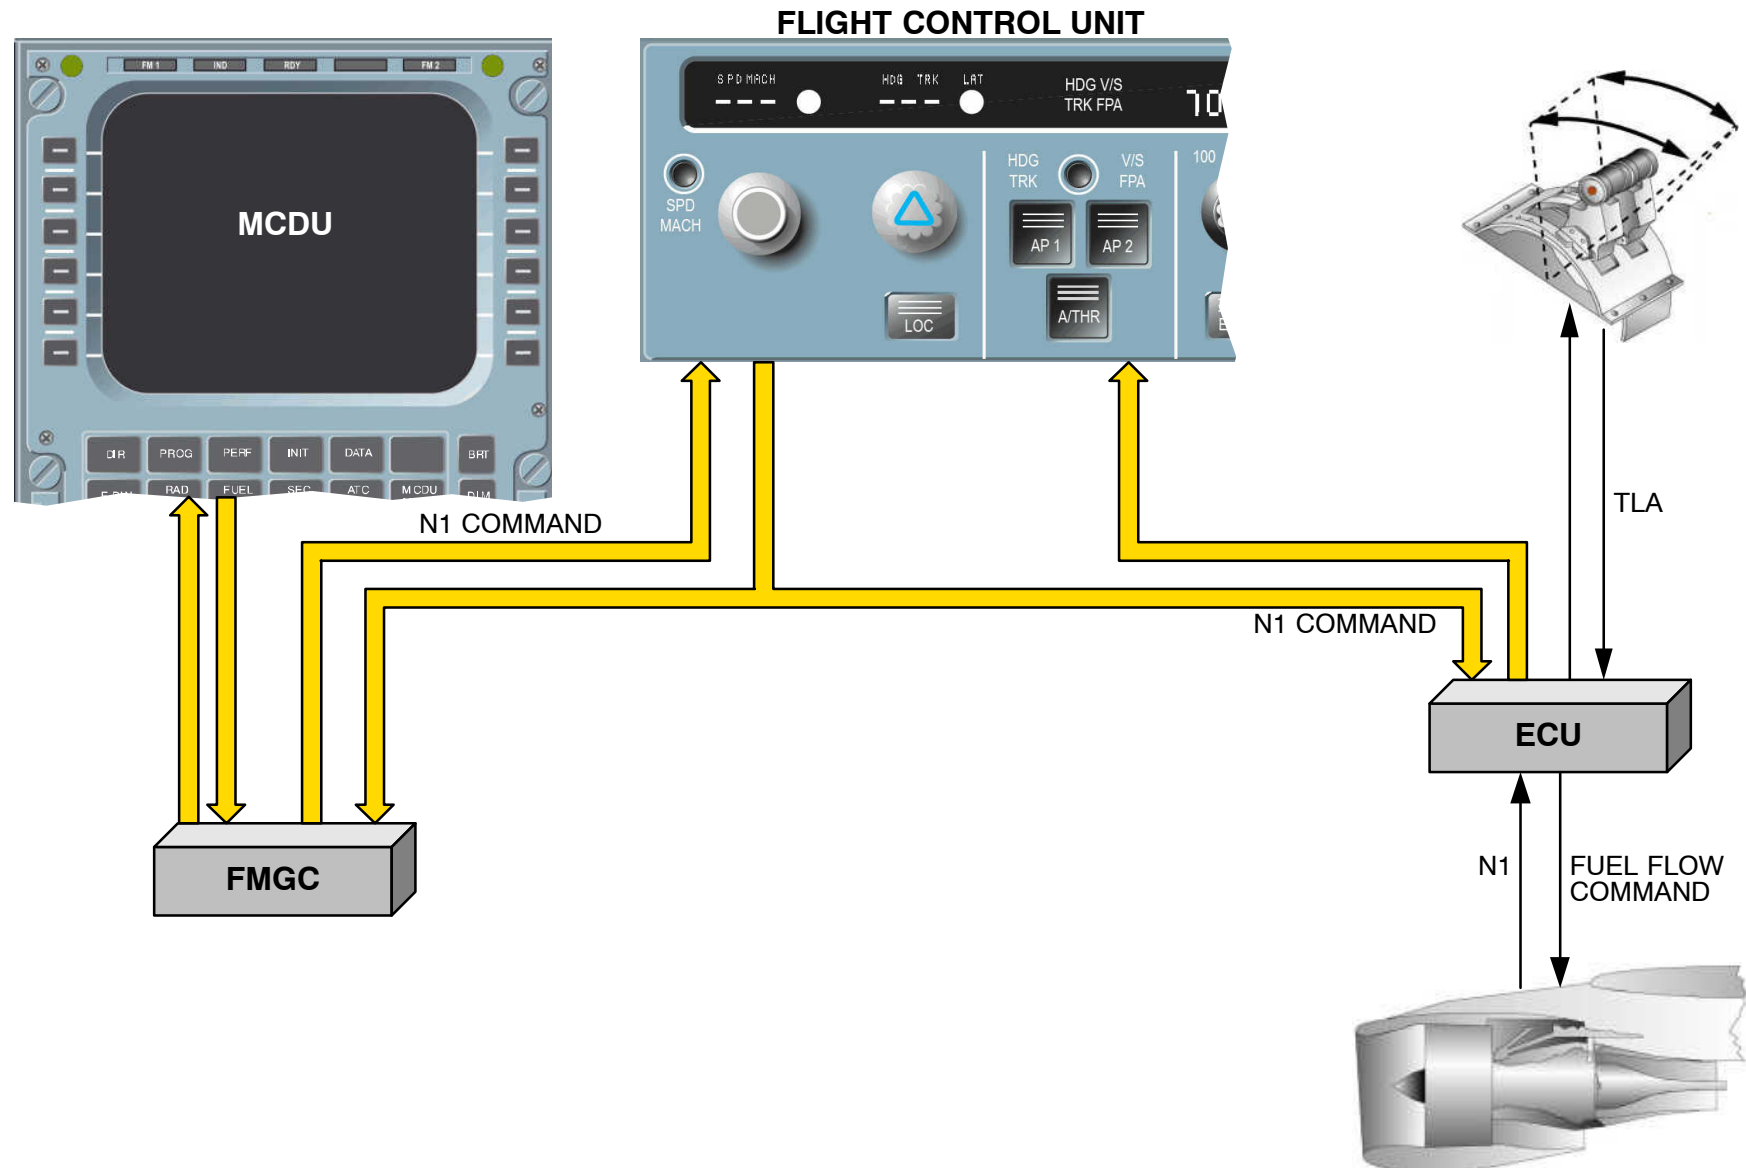 FLIGHT CONTROL UNIT
FM 1 IND RDY FM 2
MCDU
DIR PROG PERF INIT DATA BRT
RAD FUEL SEC ATC MCDU
SPD MACH
HDG TRK LAT
HDG V/S
TRK FPA
70
SPD
MACH
HDG
TRK
V/S
FPA
100
AP 1
AP 2
A/THR
LOC
N1 COMMAND
N1 COMMAND
TLA
ECU
FMGC
N1
FUEL FLOW
COMMAND